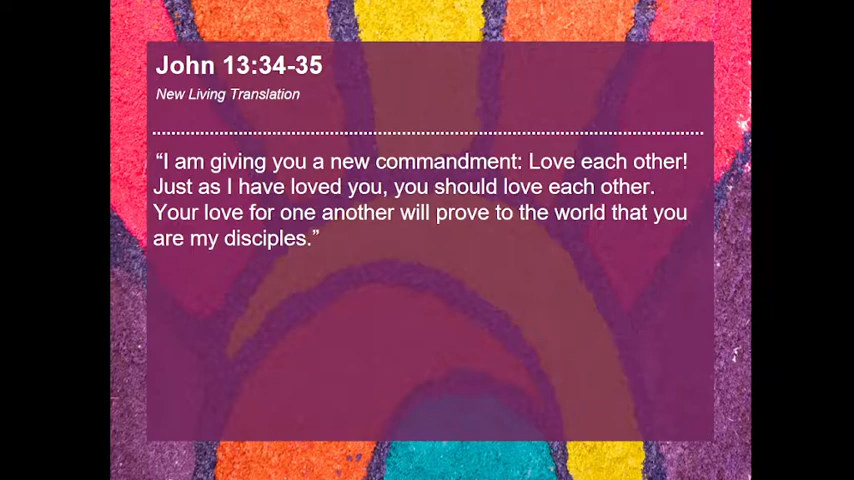 John 13:34-35
New Living Translation
“I am giving you a new commandment: Love each other!
Just as I have loved you, you should love each other.
Your love for one another will prove to the world that you
are my disciples.”